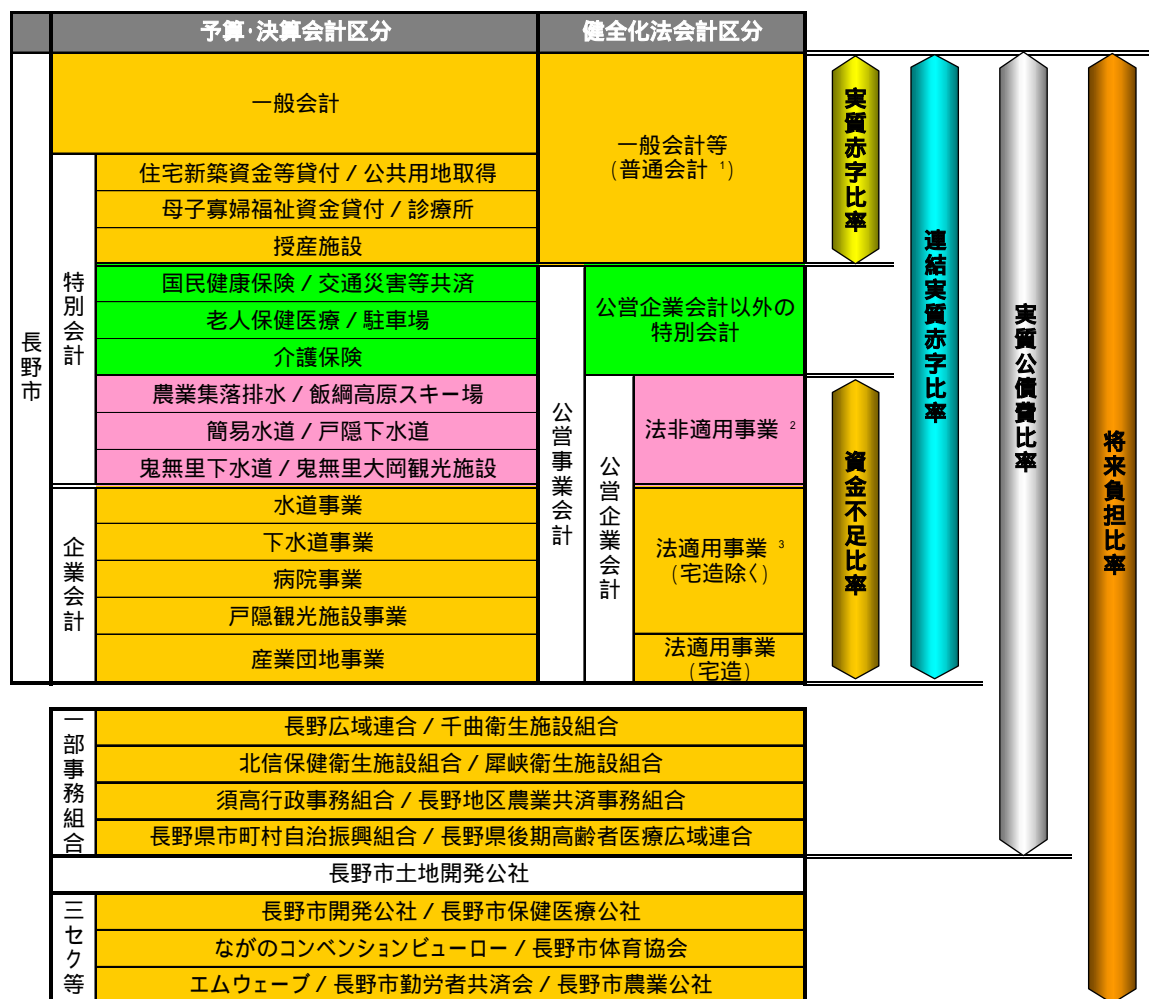 予算・決算会計区分
健全化法会計区分
長野市
一般会計
一般会計等
(普通会計 1)
特別会計
住宅新築資金等貸付 / 公共用地取得
母子寡婦福祉資金貸付 / 診療所
授産施設
国民健康保険 / 交通災害等共済
老人保健医療 / 駐車場
介護保険
農業集落排水 / 飯綱高原スキー場
簡易水道 / 戸隠下水道
鬼無里下水道 / 鬼無里大岡観光施設
公営事業会計
公営企業会計以外の
特別会計
公営企業会計
法非適用事業 2
企業会計
水道事業
下水道事業
病院事業
戸隠観光施設事業
産業団地事業
法適用事業 3
(宅造除く)
法適用事業
(宅造)
実質赤字比率
資金不足比率
連結実質赤字比率
実質公債費比率
将来負担比率
一部事務組合
長野広域連合 / 千曲衛生施設組合
北信保健衛生施設組合 / 犀峡衛生施設組合
須高行政事務組合 / 長野地区農業共済事務組合
長野県市町村自治振興組合 / 長野県後期高齢者医療広域連合
長野市土地開発公社
三セク等
長野市開発公社 / 長野市保健医療公社
ながのコンベンションビューロー / 長野市体育協会
エムウェーブ / 長野市勤労者共済会 / 長野市農業公社